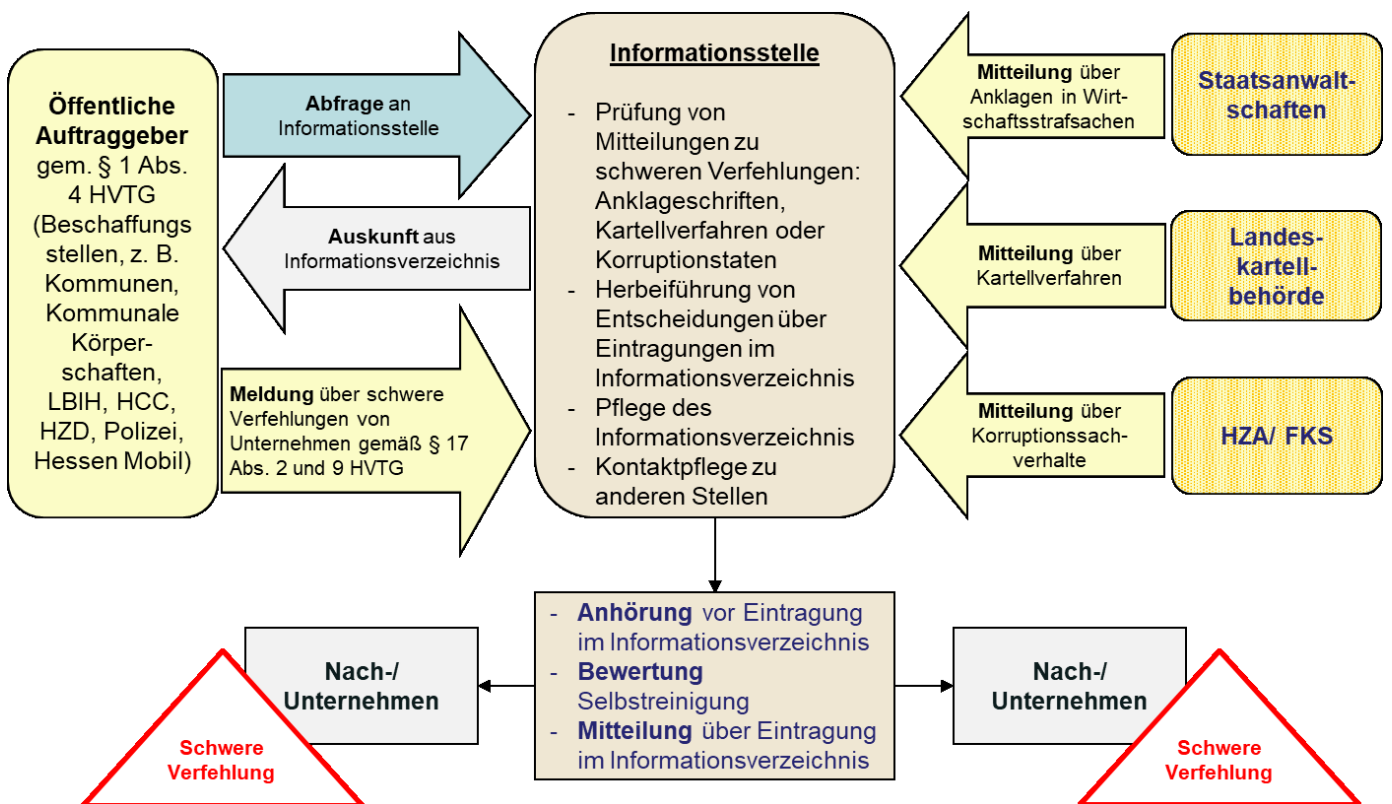 Öffentliche
Auftraggeber
gem. § 1 Abs.
4 HVTG
(Beschaffungs
stellen, z. B.
Kommunen,
Kommunale
Körper-
schaften,
LBIH, HCC,
HZD, Polizei,
Hessen Mobil)
Abfrage an
Informationsstelle
Auskunft aus
Informationsverzeichnis
Meldung über schwere
Verfehlungen von
Unternehmen gemäß § 17
Abs. 2 und 9 HVTG
Informationsstelle
- Prüfung von
Mitteilungen zu
schweren Verfehlungen:
Anklageschriften,
Kartellverfahren oder
Korruptionstaten
- Herbeiführung von
Entscheidungen über
Eintragungen im
Informationsverzeichnis
- Pflege des
Informationsverzeichnis
- Kontaktpflege zu
anderen Stellen
Mitteilung über
Anklagen in Wirt-
schaftsstrafsachen
Staatsanwalt-
schaften
Mitteilung über
Kartellverfahren
Landes-
kartell-
behörde
Mitteilung über
Korruptionssach-
verhalte
HZA/ FKS
- Anhörung vor Eintragung
im Informationsverzeichnis
- Bewertung
Selbstreinigung
- Mitteilung über Eintragung
im Informationsverzeichnis
Nach-/
Unternehmen
Schwere
Verfehlung
Nach-/
Unternehmen
Schwere
Verfehlung